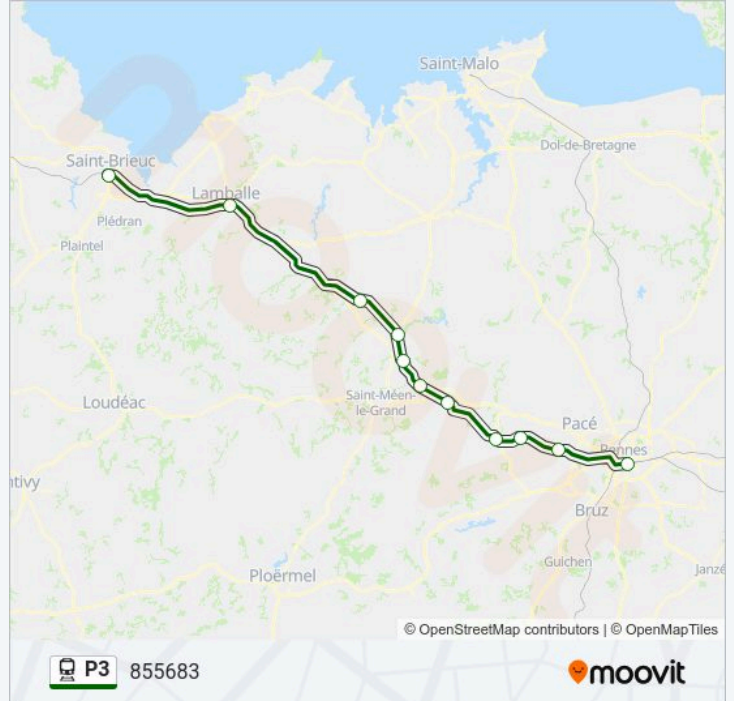 Saint-Malo
Dol-de-Bretagne
Saint-Brieuc
Lamballe
Plédran
Plaintel
Saint-Méen-
le-Grand
Loudéac
Pacé
Rennes
ntivy
Bruz
Guichen
Ploërmel
Janzé
© OpenStreetMap contributors | © OpenMapTiles
P3 855683
moovit